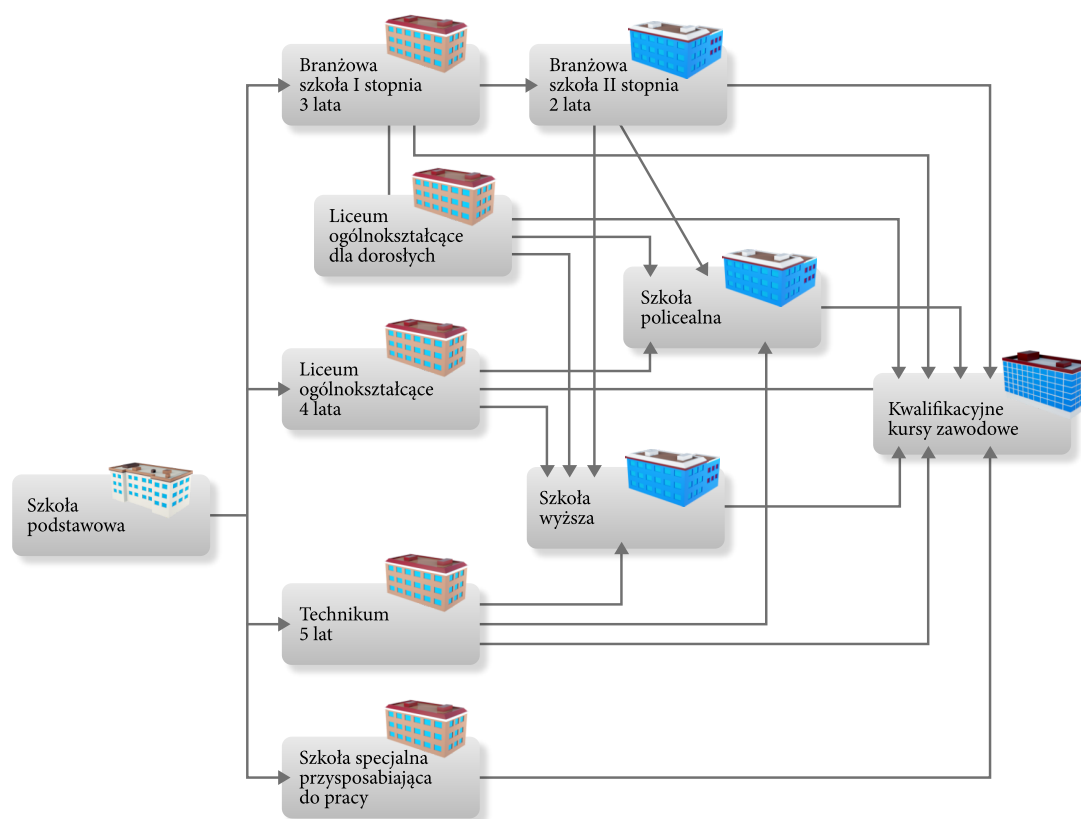 Branżowa
szkoła I stopnia
3 lata
Branżowa
szkoła II stopnia
2 lata
Liceum
ogólnokształcące
dla dorosłych
Szkoła
policealna
Liceum
ogólnokształcące
4 lata
Kwalifikacyjne
kursy zawodowe
Szkoła
podstawowa
Szkoła
wyższa
Technikum
5 lat
Szkoła specjalna
przysposabiająca
do pracy